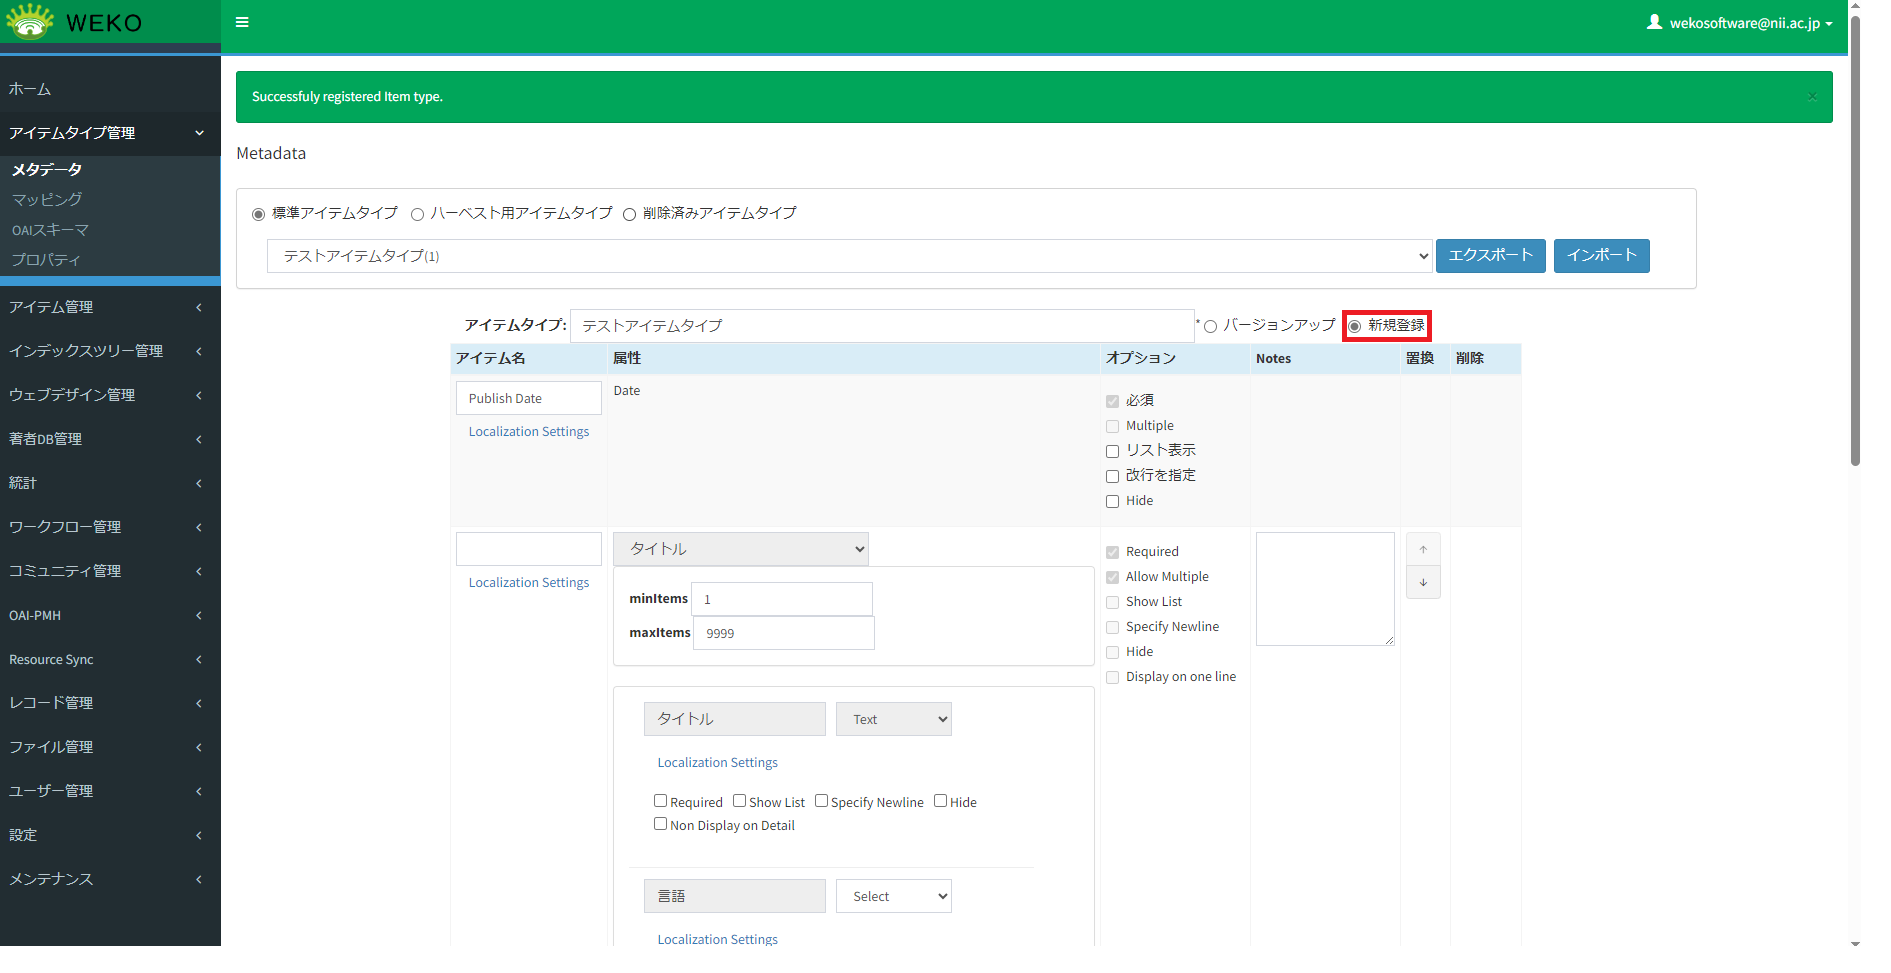 WEKO
wekosoftware@nii.ac.jp
ホーム
アイテムタイプ管理
メタデータ
マッピング
OAIスキーマ
プロパティ
アイテム管理
インデックスツリー管理
ウェブデザイン管理
著者DB管理
統計
ワークフロー管理
コミュニティ管理
OAI-PMH
Resource Sync
レコード管理
ファイル管理
ユーザー管理
設定
メンテナンス
Successfuly registered Item type.
×
Metadata
標準アイテムタイプ ハーベスト用アイテムタイプ 削除済みアイテムタイプ
テストアイテムタイプ(1) エクスポート インポート
アイテムタイプ: テストアイテムタイプ * バージョンアップ 新規登録
アイテム名 属性 オプション Notes 置換 削除
Publish Date
Localization Settings
Date
必須
Multiple
リスト表示
改行を指定
Hide
Localization Settings
タイトル
minItems 1
maxItems 9999
タイトル Text
Localization Settings
Required Show List Specify Newline Hide
Non Display on Detail
言語 Select
Localization Settings
Required
Allow Multiple
Show List
Specify Newline
Hide
Display on one line
↑
↓